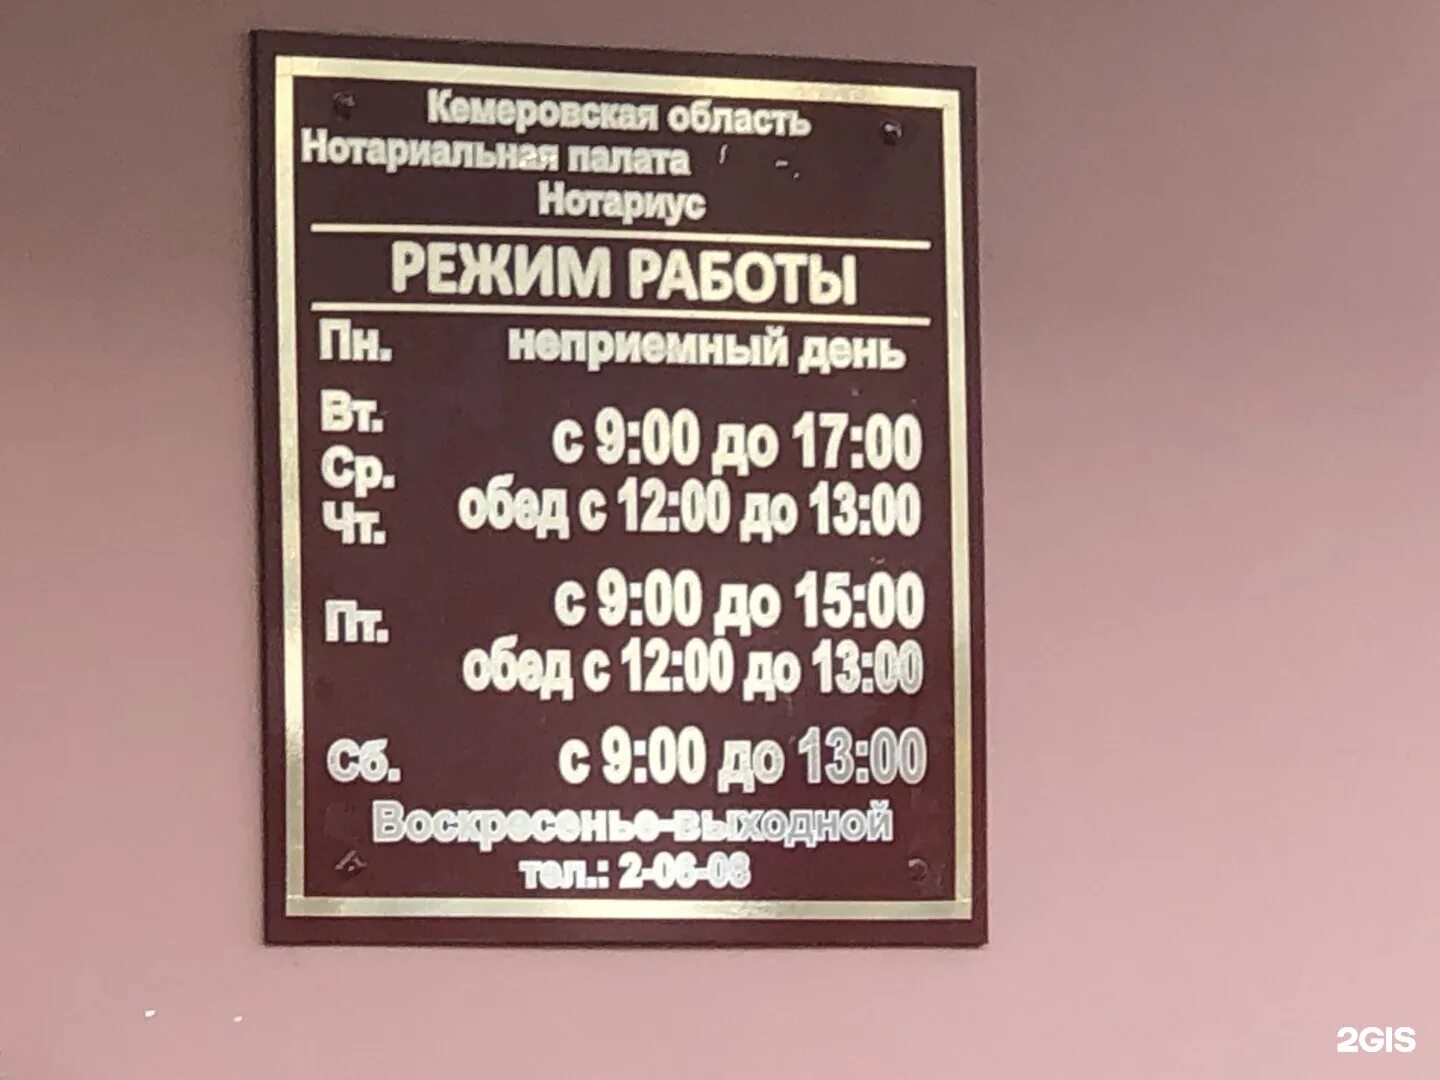 Кемеровская область
Нотариальная палата
Нотариус
РЕЖИМ РАБОТЫ
Пн. неприемный день
Вт.
с 9:00 до 17:00
Ср.
обед с 12:00 до 13:00
Чт.
с 9:00 до 15:00
Пт.
обед с 12:00 до 13:00
Сб. с 9:00 до 13:00
Воскресенье-выходной
тел.: 2-06-08
2GIS